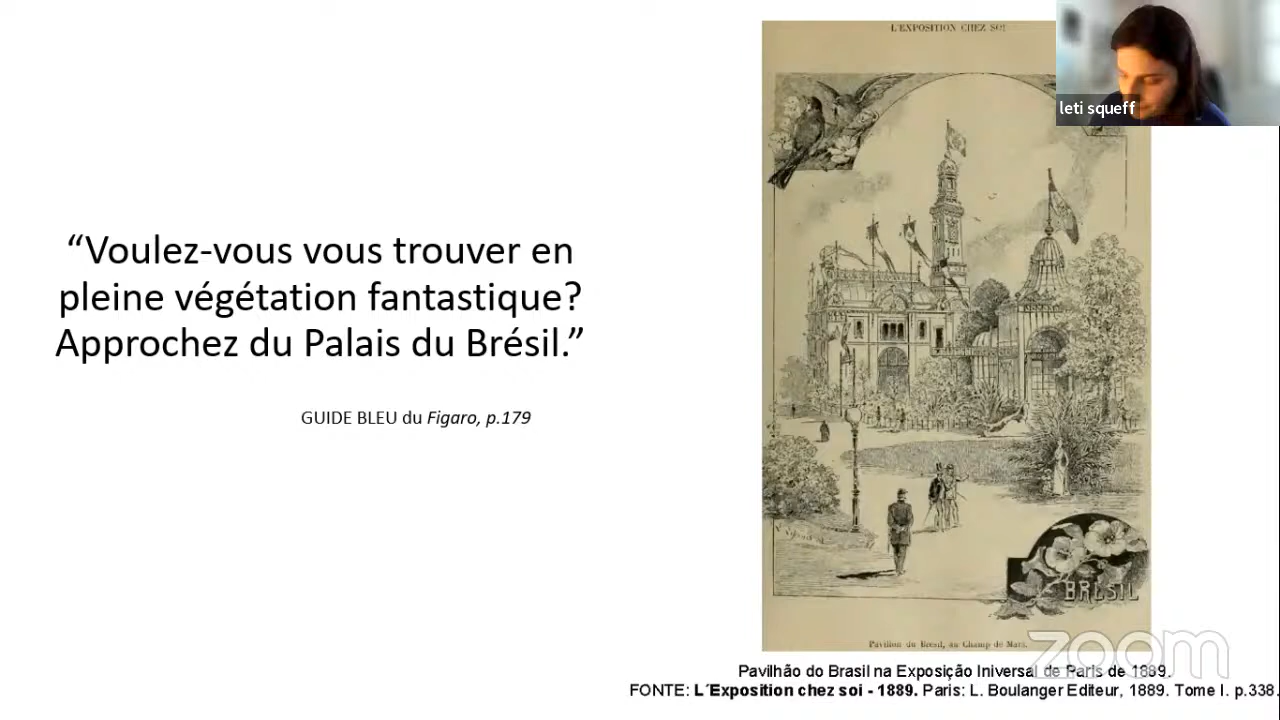 L'EXPOSITION CHEZ SOI
leti squeff
“Voulez-vous vous trouver en
pleine végétation fantastique?
Approchez du Palais du Brésil.”
GUIDE BLEU du Figaro, p.179
BRÉSIL
Pavillon du Brésil, au Champ de Mars.
zoom
Pavilhão do Brasil na Exposição Iniversal de Paris de 1889.
FONTE: L´Exposition chez soi - 1889. Paris: L. Boulanger Editeur, 1889. Tome I. p.338.